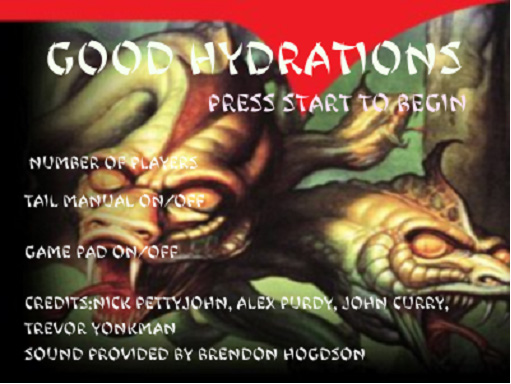 GOOD HYDRATIONS
PRESS START TO BEGIN
NUMBER OF PLAYERS
TAIL MANUAL ON/OFF
GAME PAD ON/OFF
CREDITS:NICK PETTYJOHN, ALEX PURDY, JOHN CURRY,
TREVOR YONKMAN
SOUND PROVIDED BY BRENDON HOGDSON